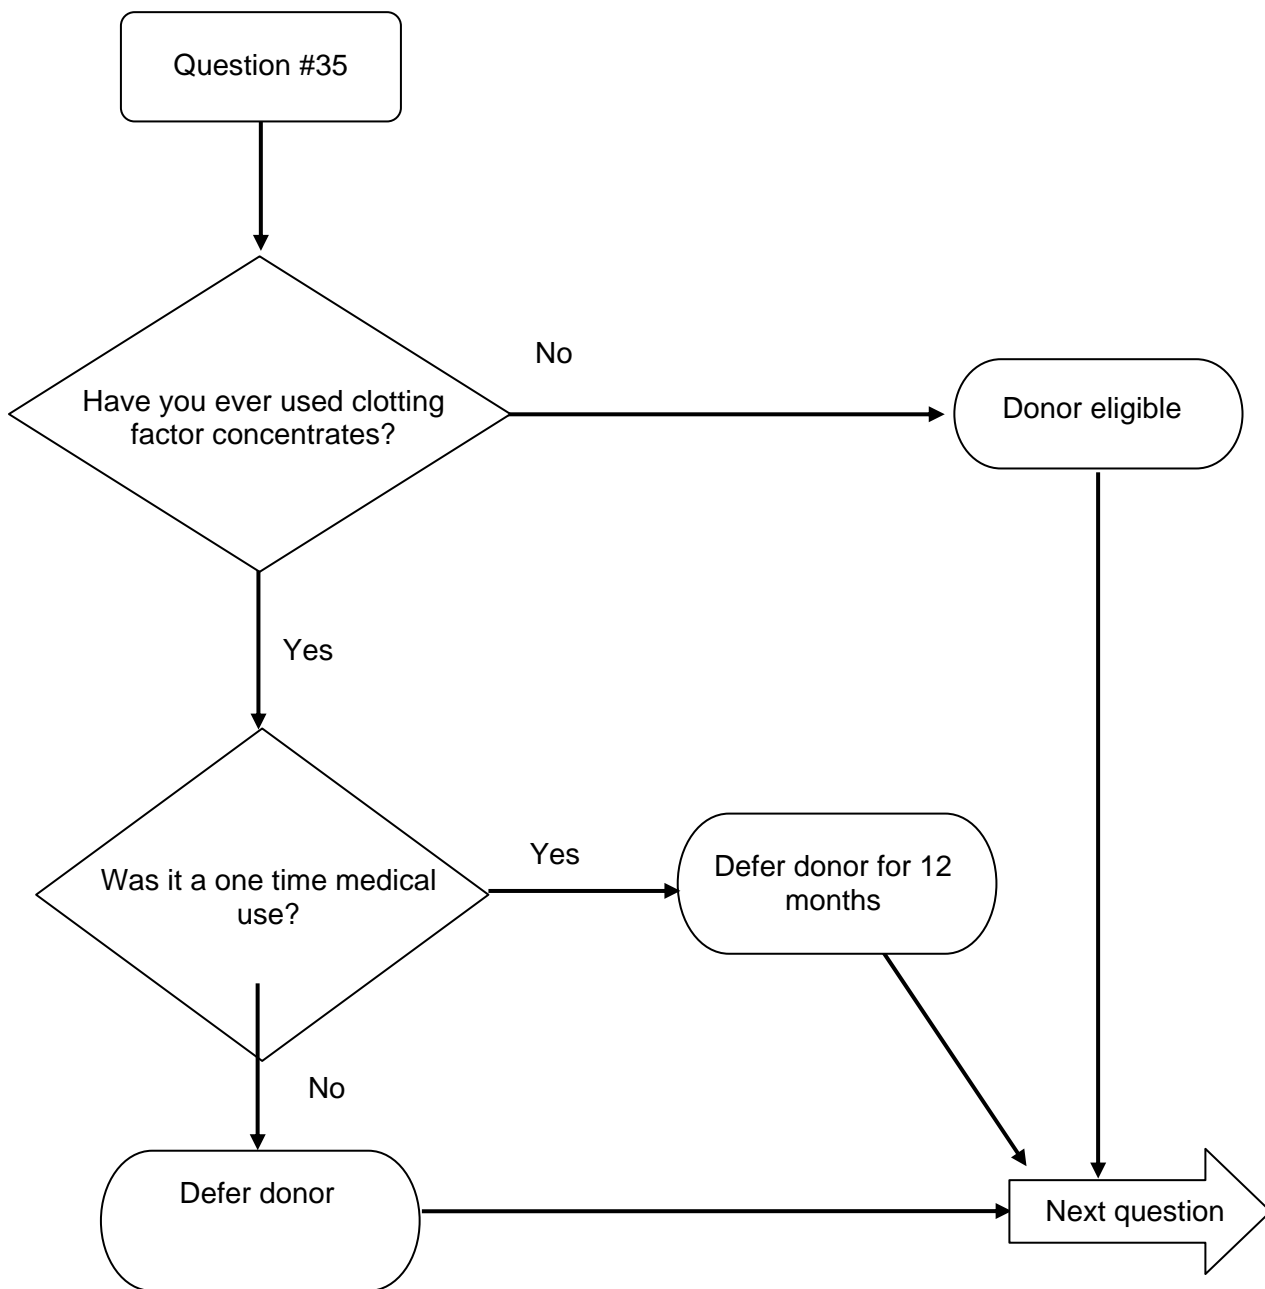 Question #35
No
Have you ever used clotting
factor concentrates?
Donor eligible
Yes
Was it a one time medical
use?
Yes
Defer donor for 12
months
No
Defer donor
Next question